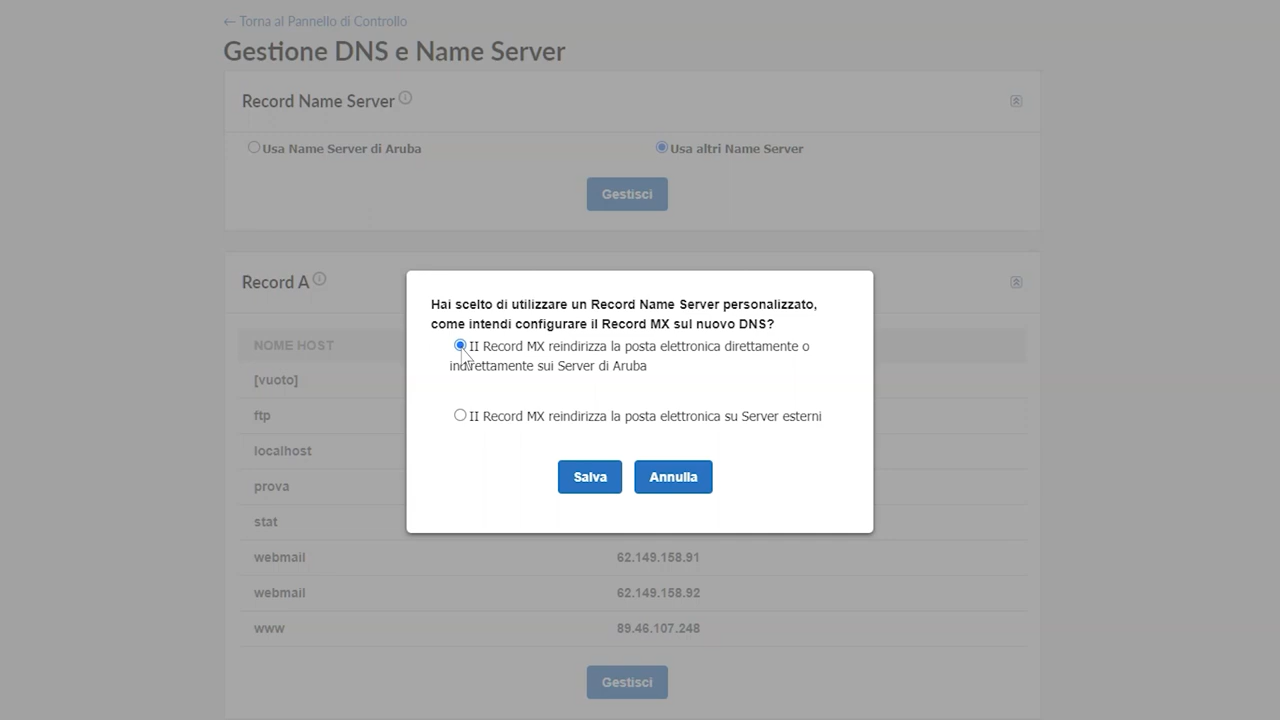 ← Torna al Pannello di Controllo
Gestione DNS e Name Server
Record Name Server
Usa Name Server di Aruba
Usa altri Name Server
Gestisci
Record A
Hai scelto di utilizzare un Record Name Server personalizzato,
come intendi configurare il Record MX sul nuovo DNS?
Il Record MX reindirizza la posta elettronica direttamente o
indirettamente sui Server di Aruba
Il Record MX reindirizza la posta elettronica su Server esterni
Salva Annulla
NOME HOST
[vuoto]
ftp
localhost
prova
stat
webmail 62.149.158.91
webmail 62.149.158.92
www 89.46.107.248
Gestisci